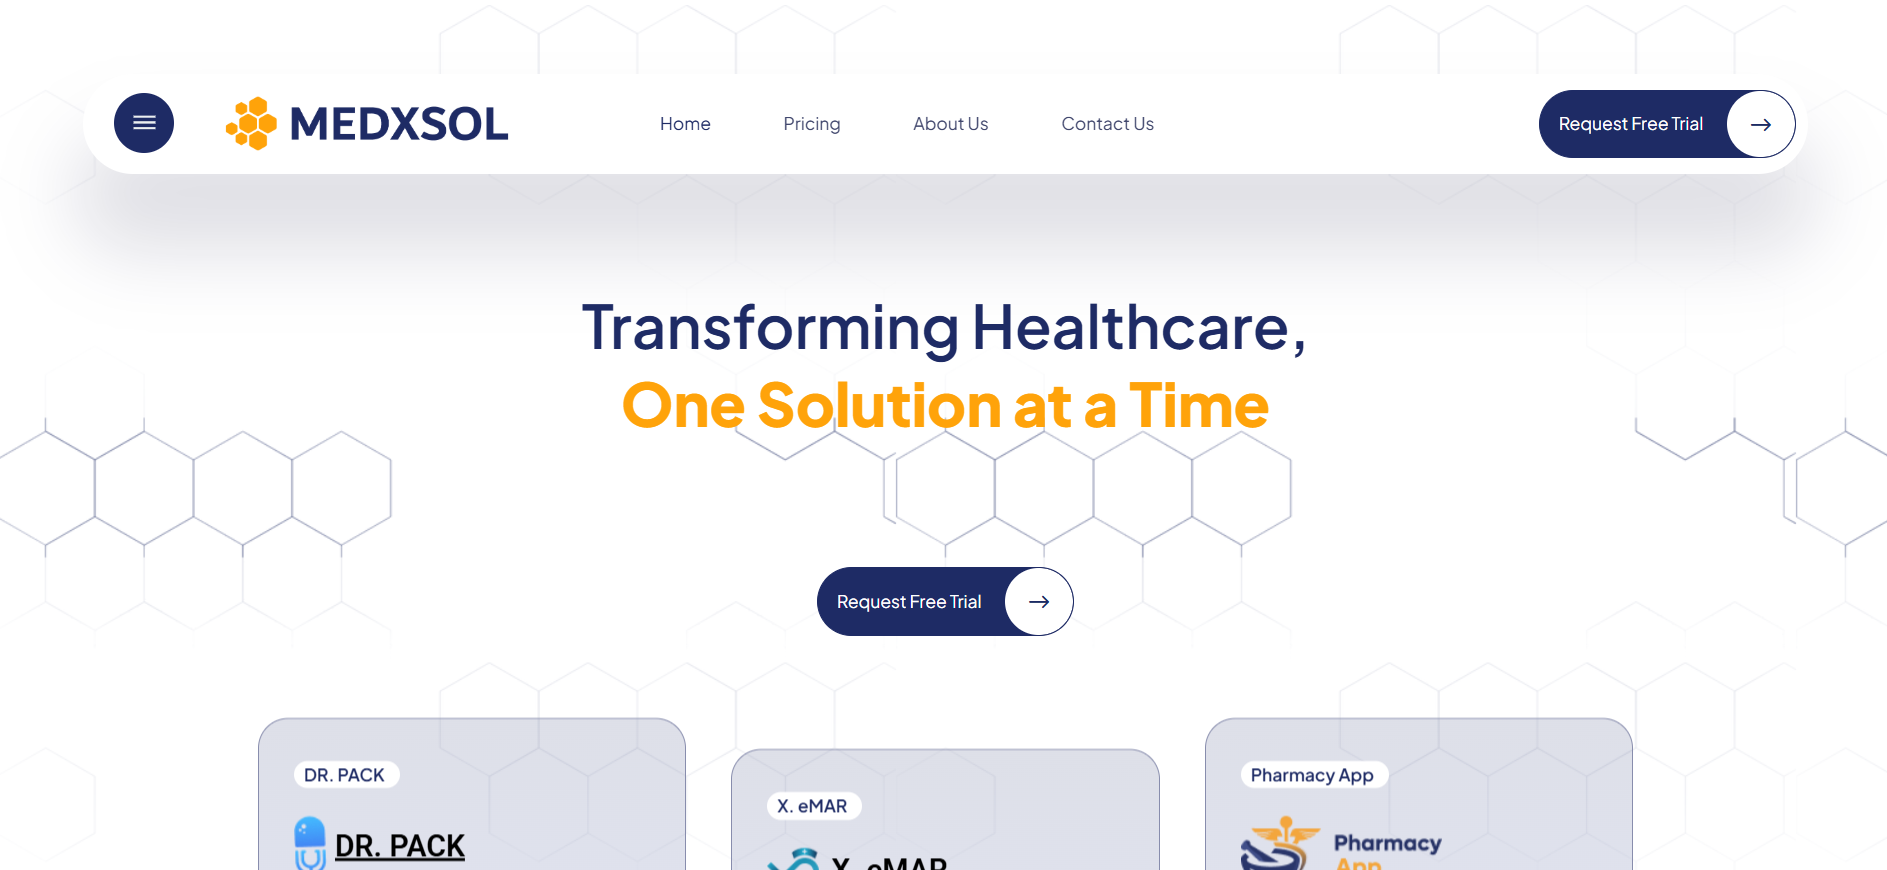 MEDXSOL
Home
Pricing
About Us
Contact Us
Request Free Trial
Transforming Healthcare,
One Solution at a Time
Request Free Trial
DR. PACK
DR. PACK
X. eMAR
X. eMAR
Pharmacy App
Pharmacy
App